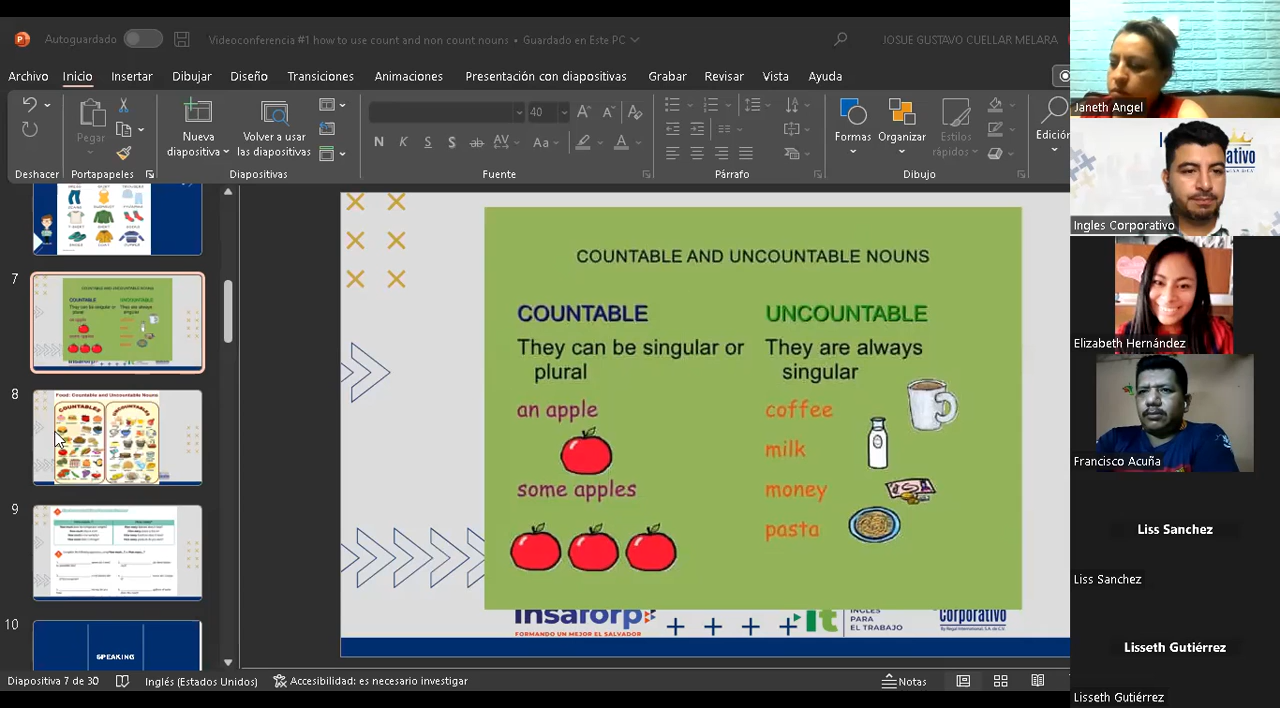 Autoguardado
Videoconferencia #1 how to use count and non count
Este PC
JOSUE
MELARA
Archivo Inicio Insertar Dibujar Diseño Transiciones Animaciones Presentación con diapositivas Grabar Revisar Vista Ayuda
Pegar
Nueva diapositiva
Volver a usar las diapositivas
40
N K S S ab AV Aa A
Formas
Organizar
Estilos rápidos
Edición
Deshacer Portapapeles Diapositivas Fuente Párrafo Dibujo
7
8
Food: Countable and Uncountable Nouns
COUNTABLES
UNCOUNTABLES
9
10
SPEAKING
COUNTABLE AND UNCOUNTABLE NOUNS
COUNTABLE
They can be singular or
plural
an apple
some apples
UNCOUNTABLE
They are always
singular
coffee
milk
money
pasta
insaforp
FORMANDO UN MEJOR EL SALVADOR
INGLÉS
PARA
EL TRABAJO
Corporativo
Diapositiva 7 de 30
Inglés (Estados Unidos)
Accesibilidad: es necesario investigar
Notas
Janeth Angel
Ingles Corporativo
Elizabeth Hernández
Francisco Acuña
Liss Sanchez
Liss Sanchez
Lisseth Gutiérrez
Lisseth Gutiérrez